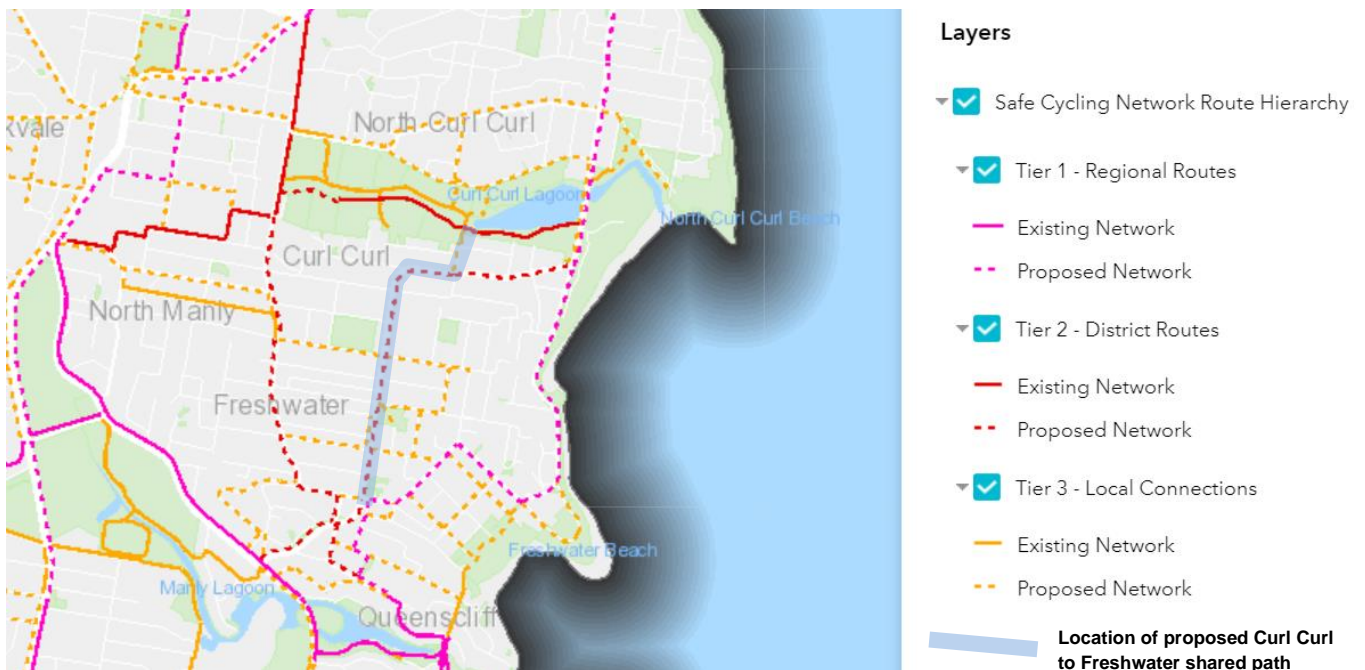 kvale
North Curl Curl
Curl Curl Lagoon
North Curl Curl Beach
Curl Curl
North Manly
Freshwater
Freshwater Beach
Manly Lagoon
Queenscliff
Layers
Safe Cycling Network Route Hierarchy
Tier 1 - Regional Routes
Existing Network
Proposed Network
Tier 2 - District Routes
Existing Network
Proposed Network
Tier 3 - Local Connections
Existing Network
Proposed Network
Location of proposed Curl Curl
to Freshwater shared path